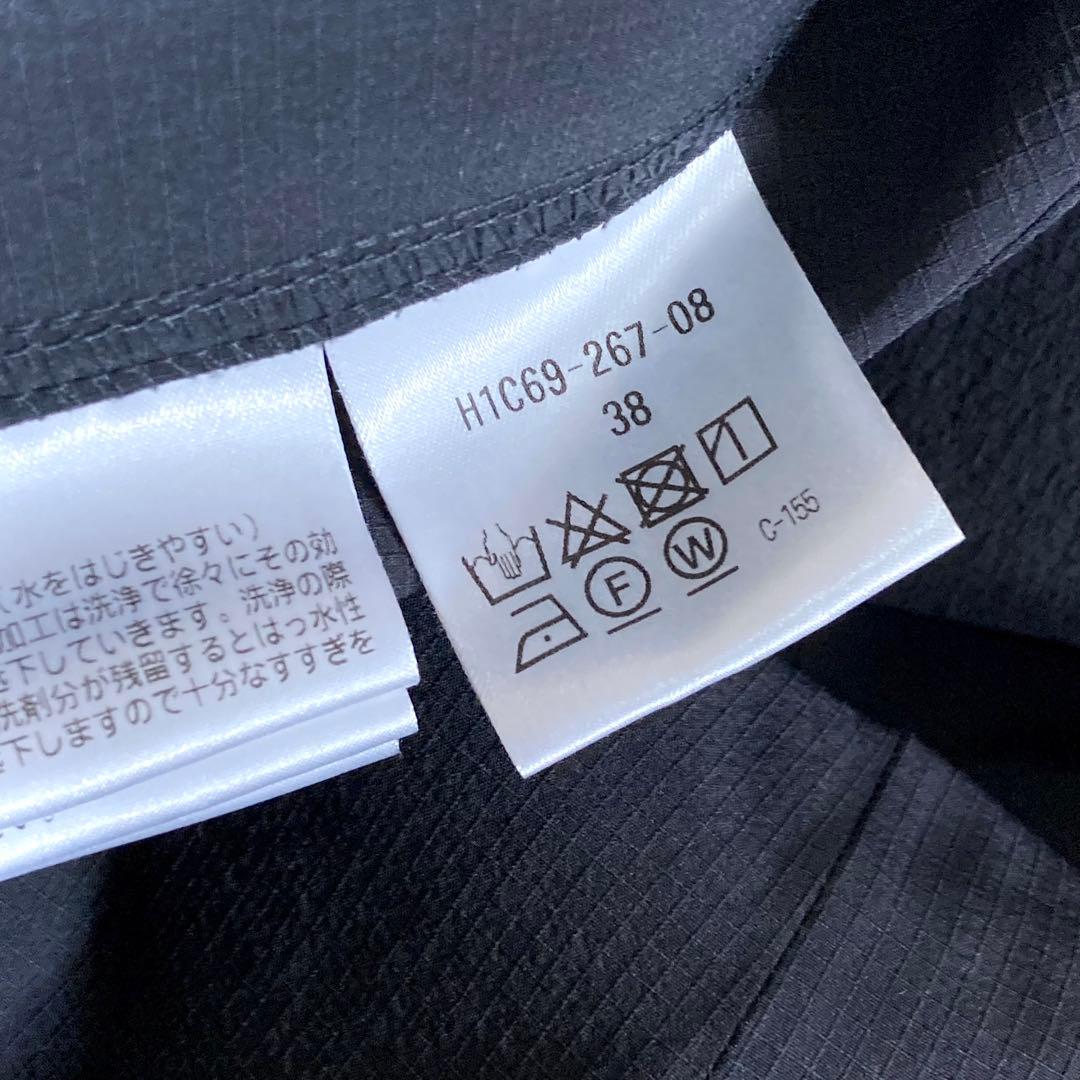 （水をはじきやすい）
加工は洗浄で徐々にその効
下していきます。洗浄の際
洗剤分が残留するとはっ水性
下しますので十分なすすぎを
H1C69-267-08
38
F
W
C-155